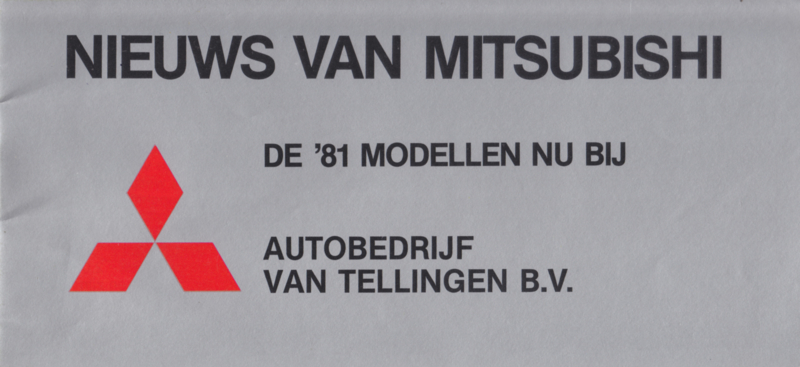 NIEUWS VAN MITSUBISHI
DE '81 MODELLEN NU BIJ
AUTOBEDRIJF
VAN TELLINGEN B.V.